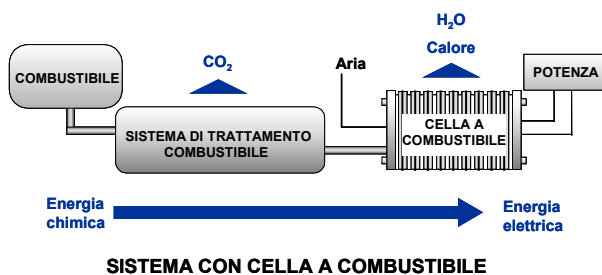 H₂O
Calore
CO₂
Aria
COMBUSTIBILE
POTENZA
SISTEMA DI TRATTAMENTO
COMBUSTIBILE
CELLA A
COMBUSTIBILE
Energia
chimica
Energia
elettrica
SISTEMA CON CELLA A COMBUSTIBILE